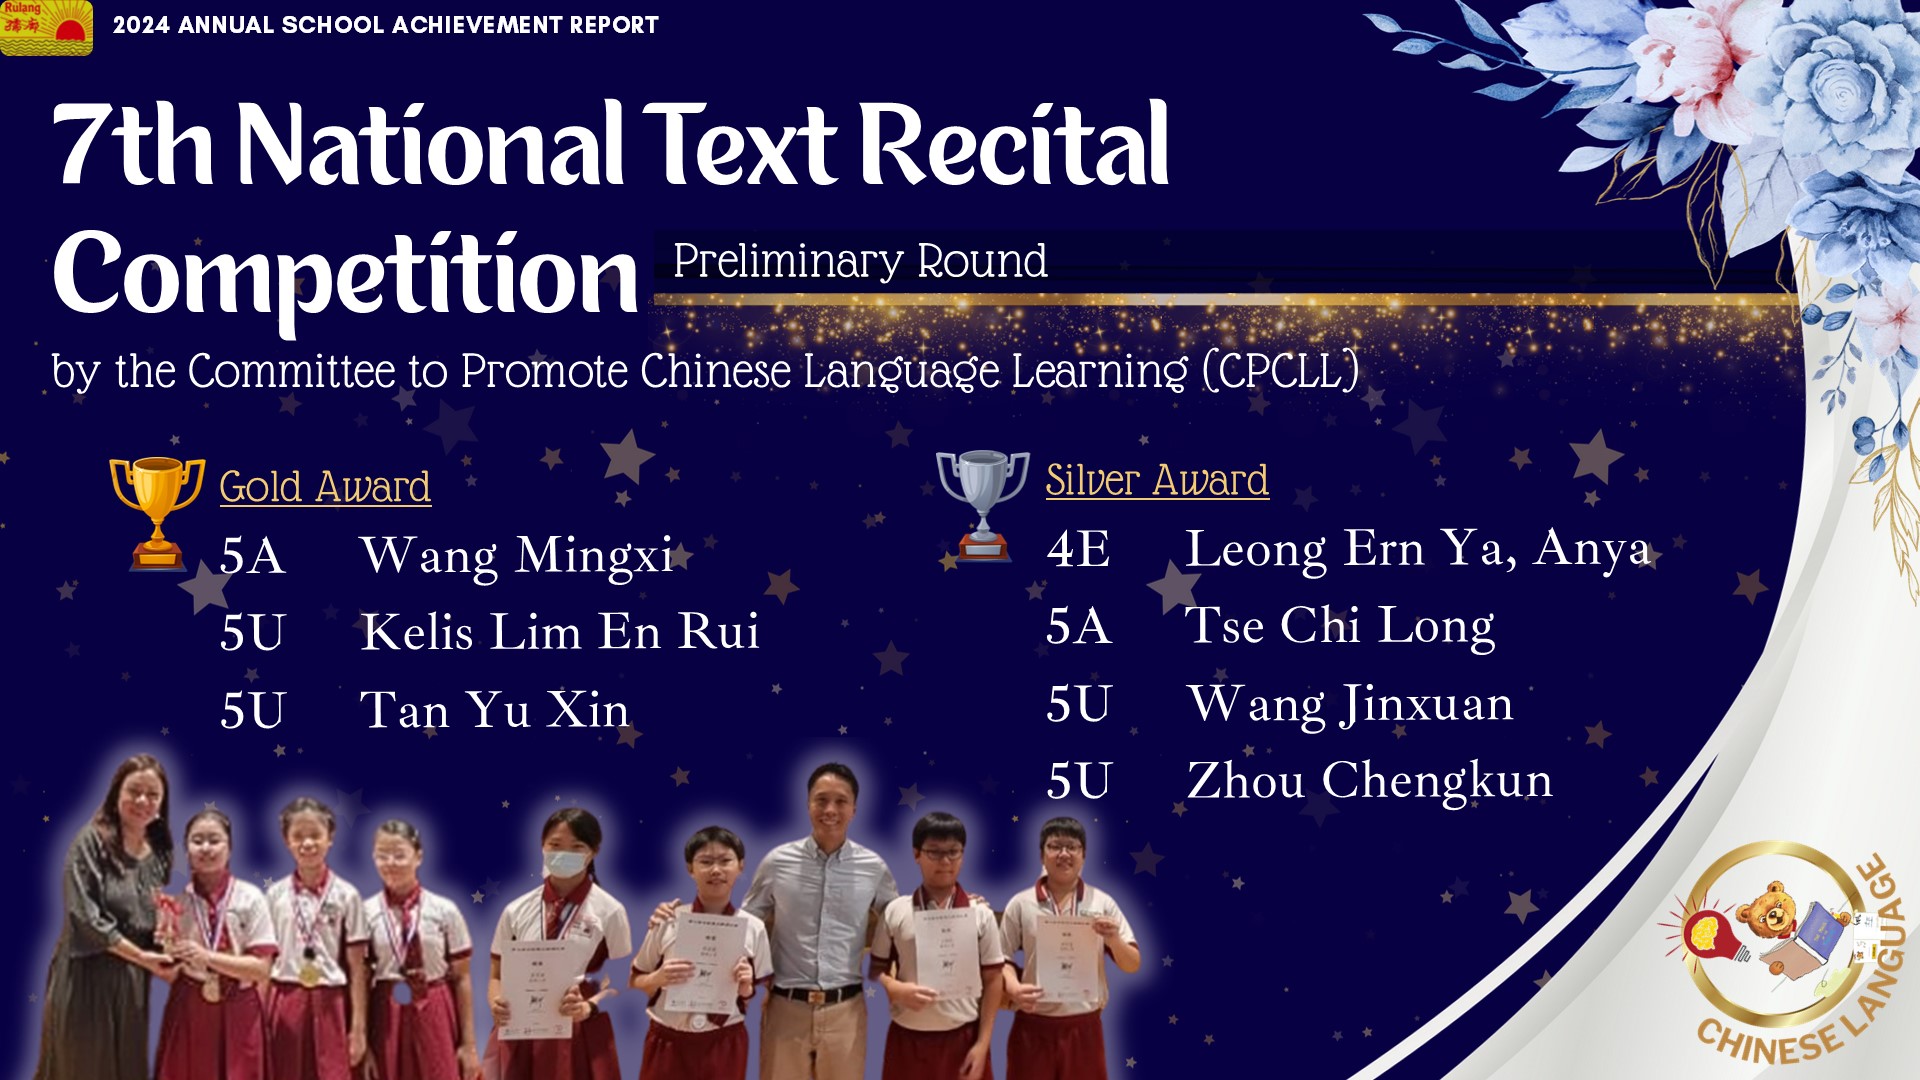 Rulang
2024 ANNUAL SCHOOL ACHIEVEMENT REPORT
7th National Text Recital
Competition Preliminary Round
by the Committee to Promote Chinese Language Learning (CPCLL)
Gold Award
5A Wang Mingxi
5U Kelis Lim En Rui
5U Tan Yu Xin
Silver Award
4E Leong Ern Ya, Anya
5A Tse Chi Long
5U Wang Jinxuan
5U Zhou Chengkun
CHINESE LANGUAGE